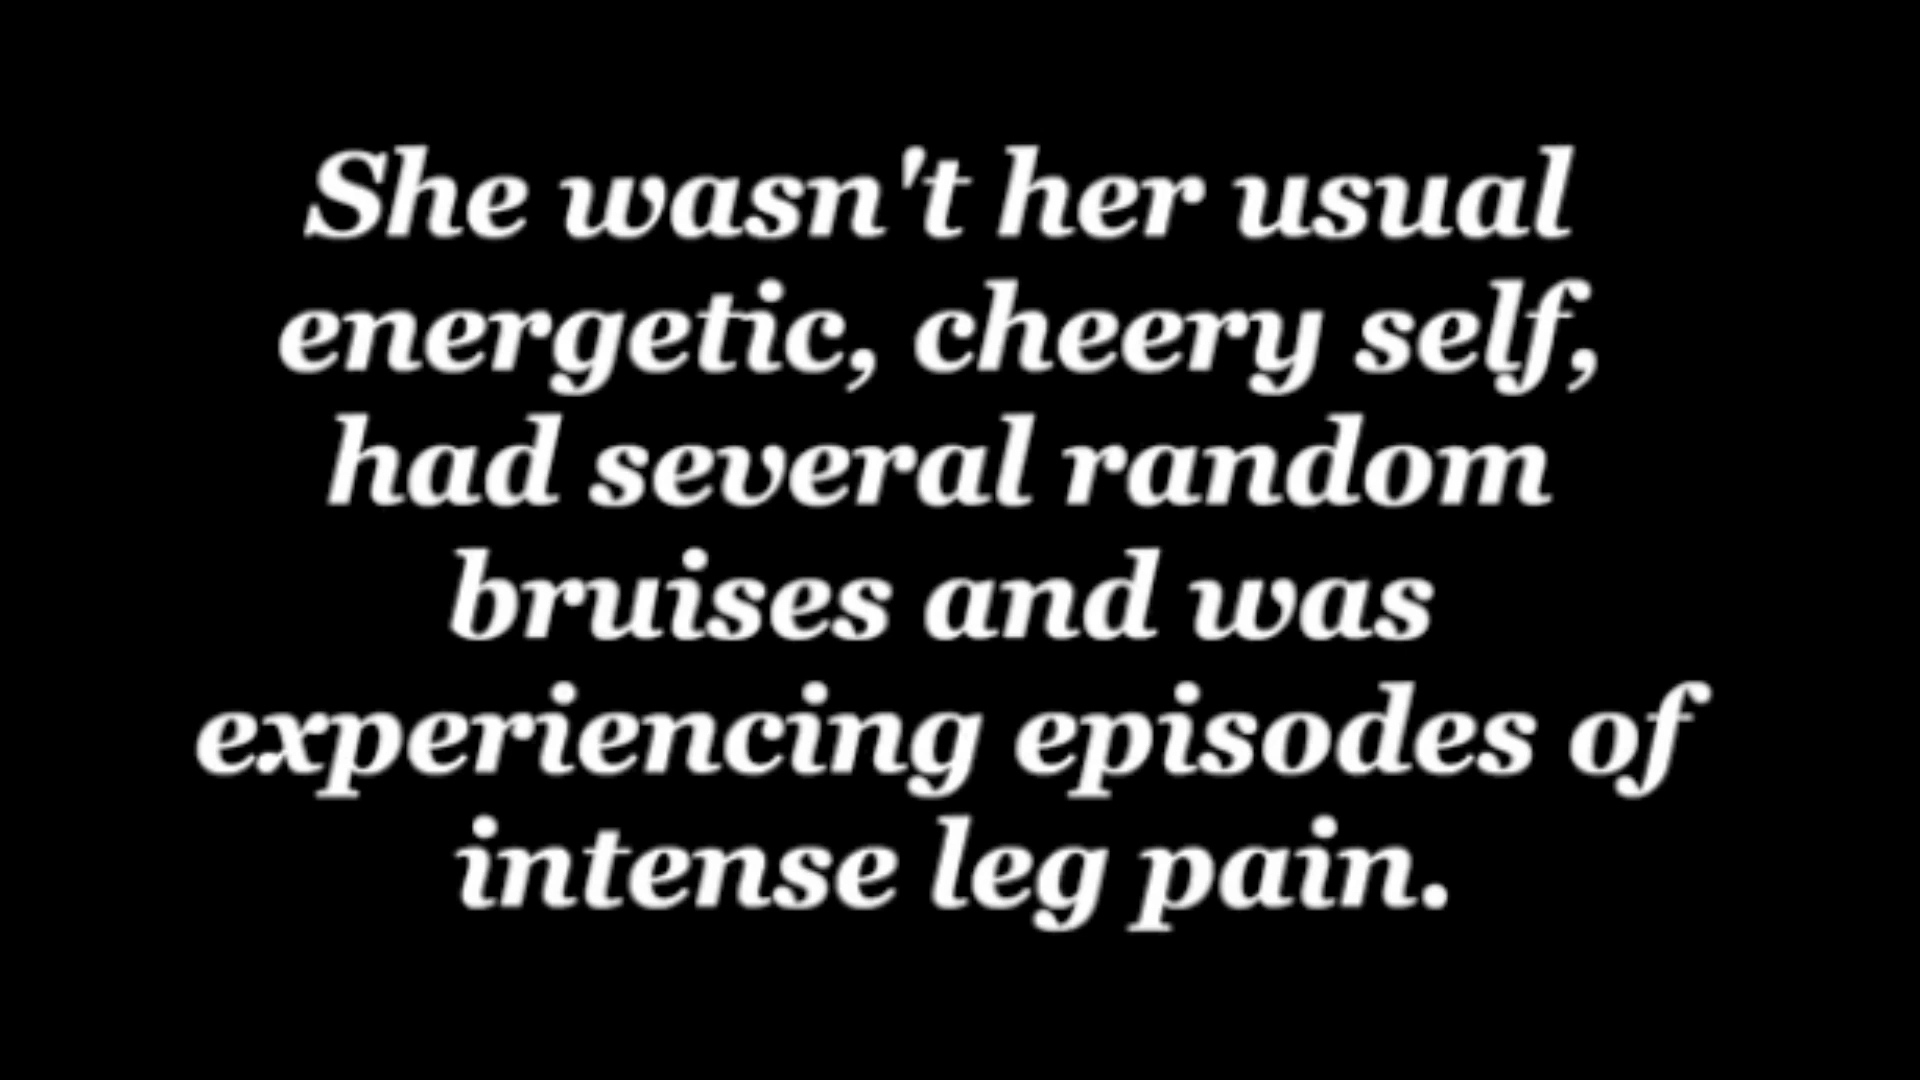 She wasn't her usual
energetic, cheery self,
had several random
bruises and was
experiencing episodes of
intense leg pain.